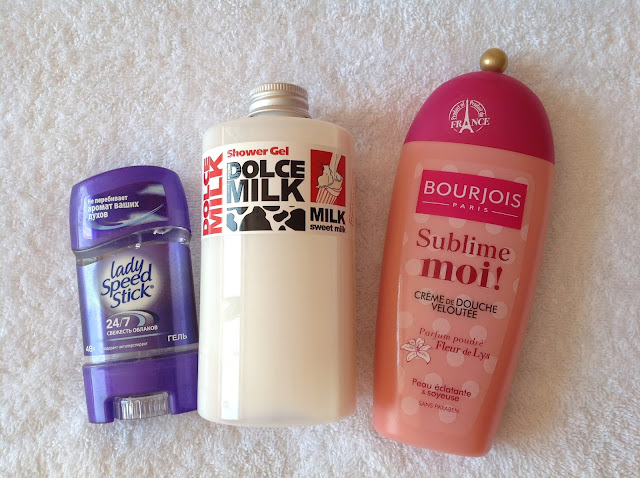 Не перебивает
аромат ваших
духов
lady
Speed
Stick
24/7
СВЕЖЕСТЬ ОБЛАКОВ
48ч
ГЕЛЬ
DOLCE
MILK
Shower Gel
DOLCE
MILK
MILK
sweet milk
FRANCE
BOURJOIS
PARIS
Sublime
moi!
CRÈME DE DOUCHE
VELOUTÉE
Parfum poudré
Fleur de Lys
Peau éclatante
& soyeuse
SANS PARABEN